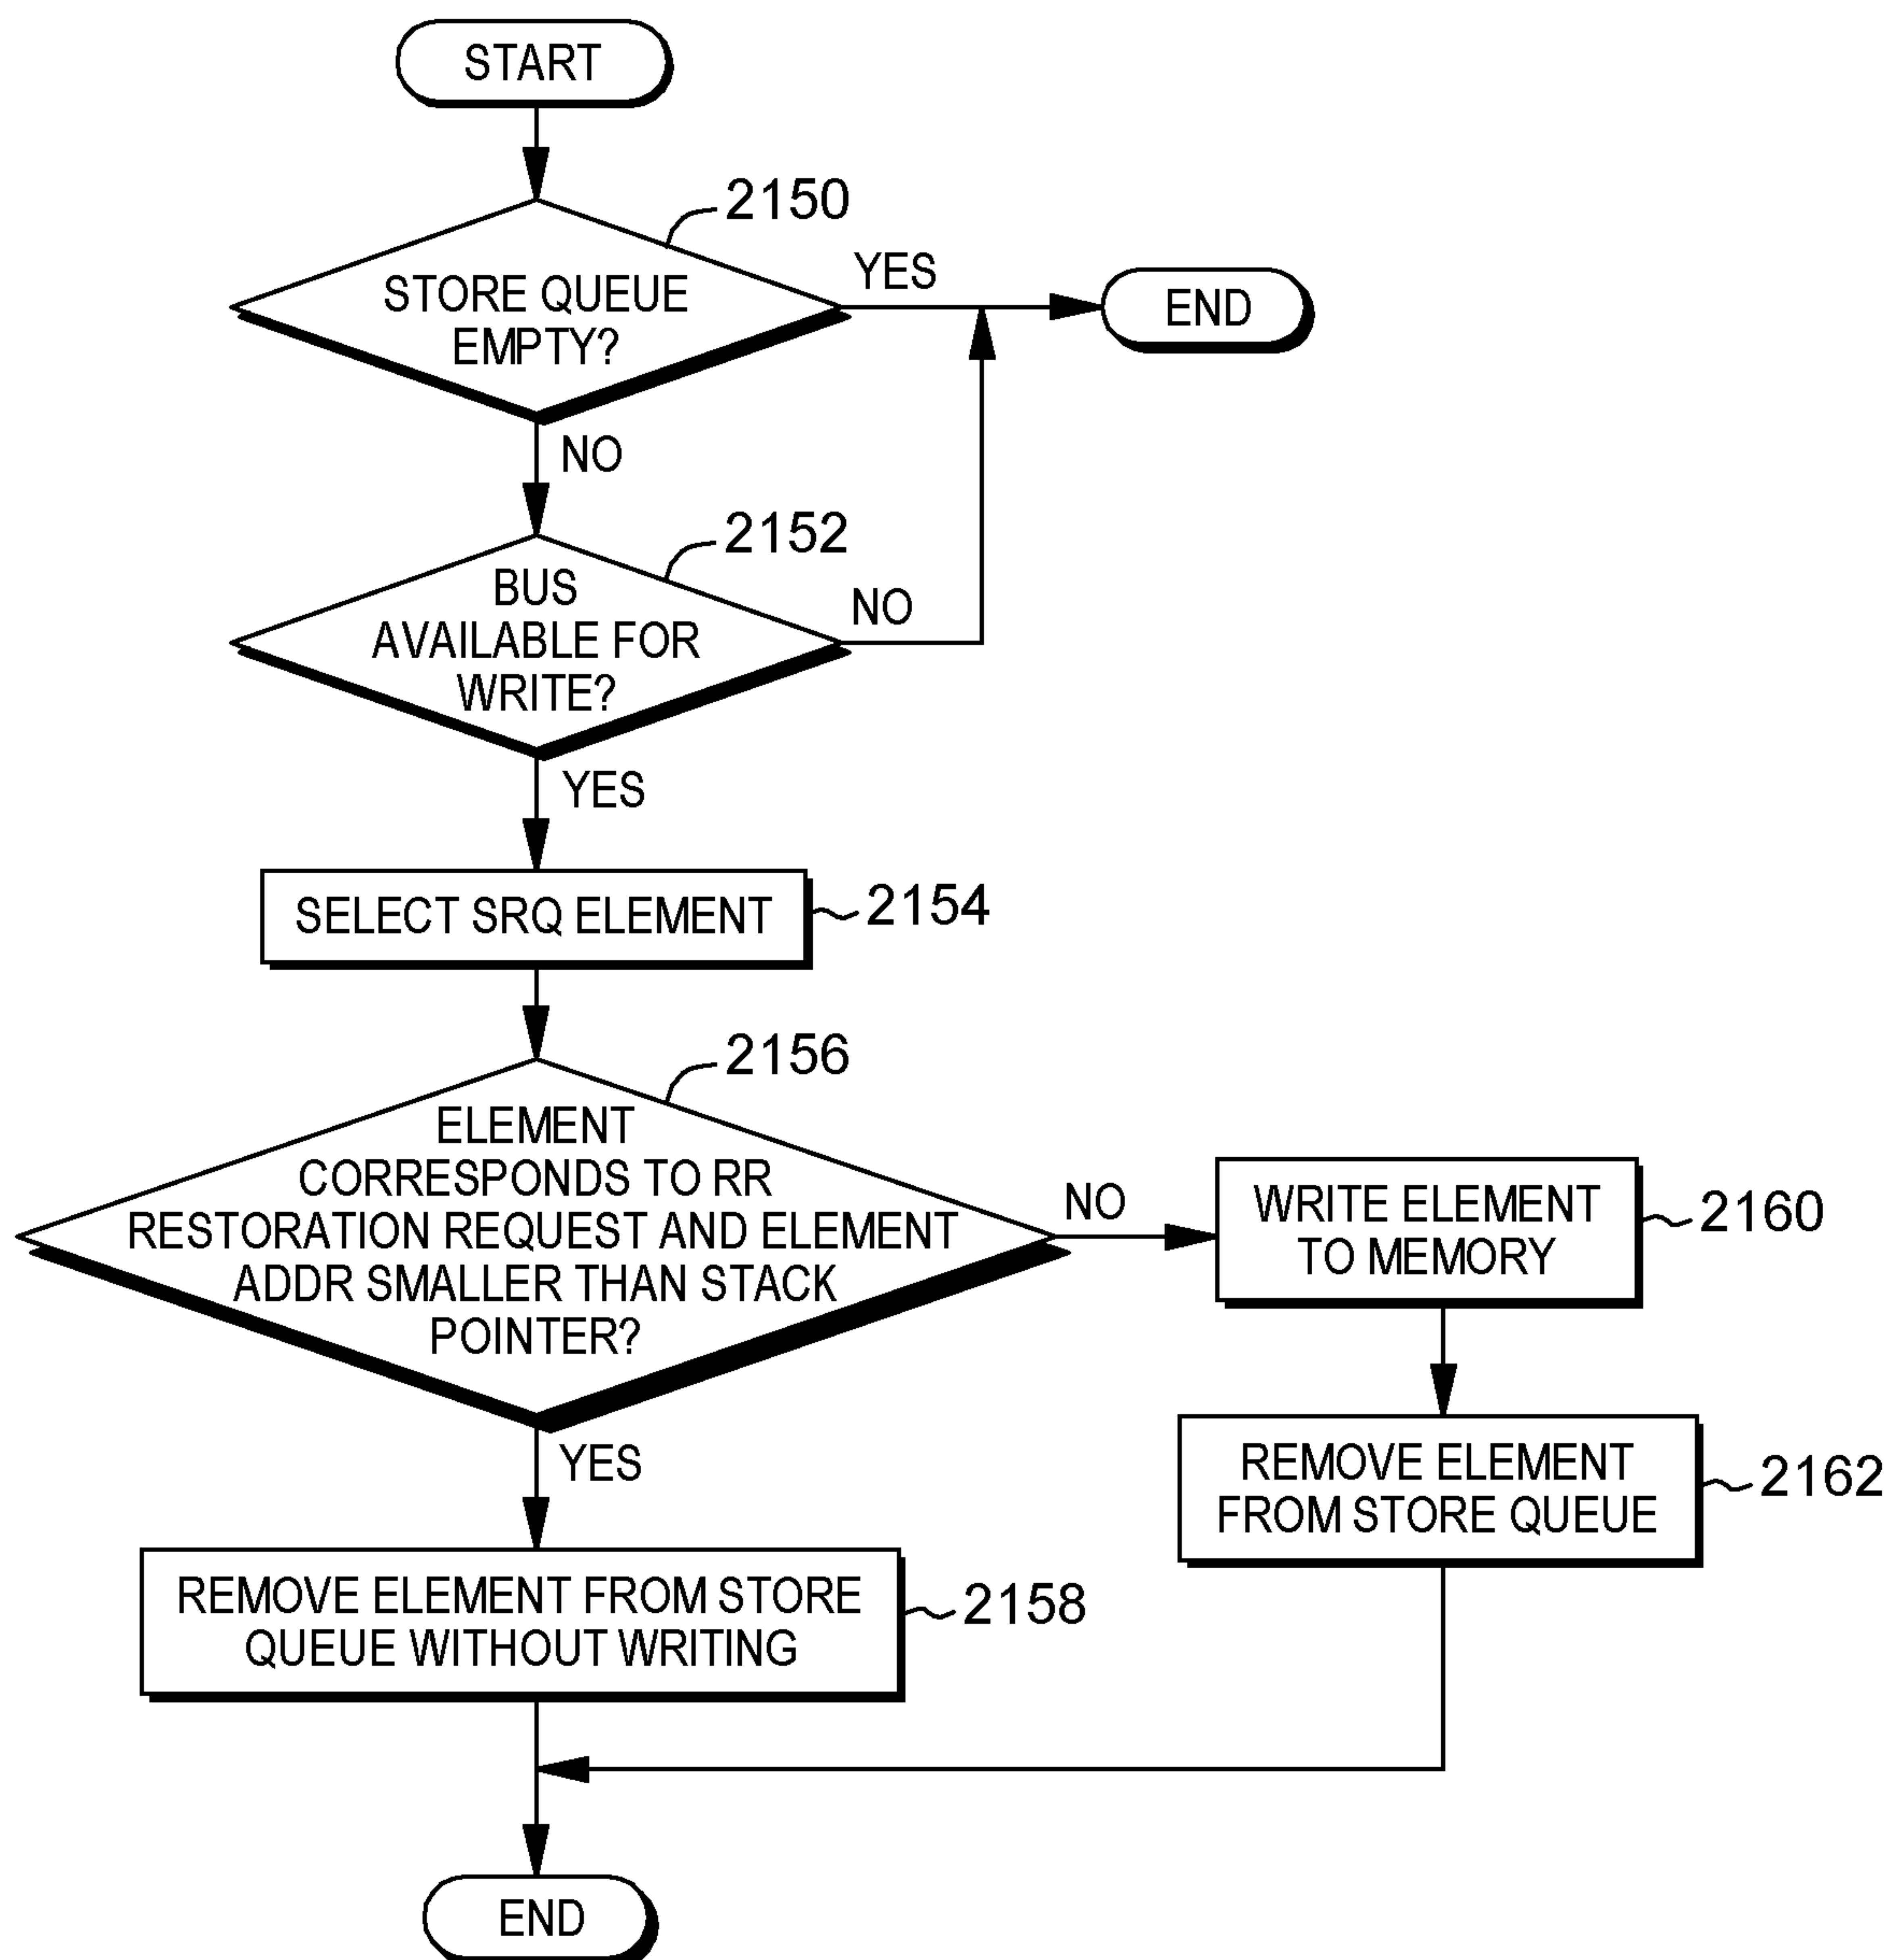 START
2150
STORE QUEUE
EMPTY?
YES
END
NO
2152
BUS
AVAILABLE FOR
WRITE?
NO
YES
SELECT SRQ ELEMENT
2154
2156
ELEMENT
CORRESPONDS TO RR
RESTORATION REQUEST AND ELEMENT
ADDR SMALLER THAN STACK
POINTER?
NO
WRITE ELEMENT
TO MEMORY
2160
YES
REMOVE ELEMENT
FROM STORE QUEUE
2162
REMOVE ELEMENT FROM STORE
QUEUE WITHOUT WRITING
2158
END